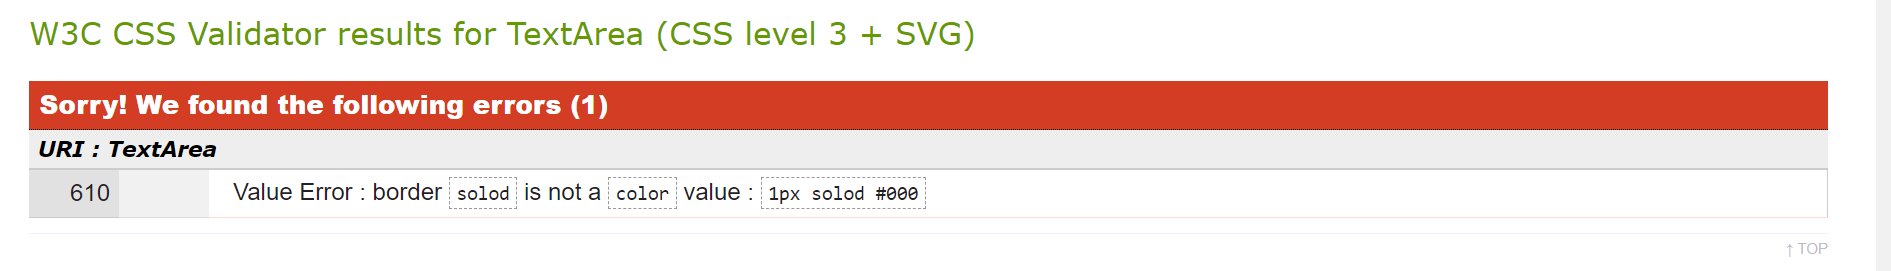 W3C CSS Validator results for TextArea (CSS level 3 + SVG)
Sorry! We found the following errors (1)
URI : TextArea
610 Value Error : border solod is not a color value : 1px solod #000
↑ TOP